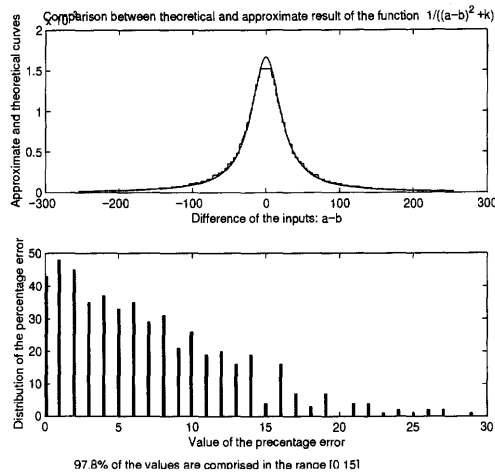 Comparison between theoretical and approximate result of the function 1/((a-b)² +k)
x 10⁻³
Approximate and theoretical curves
2
1.5
1
0.5
0
-300 -200 -100 0 100 200 300
Difference of the inputs: a-b
Distribution of the percentage error
50
40
30
20
10
0
0 5 10 15 20 25 30
Value of the precentage error
97.8% of the values are comprised in the range [0 15]